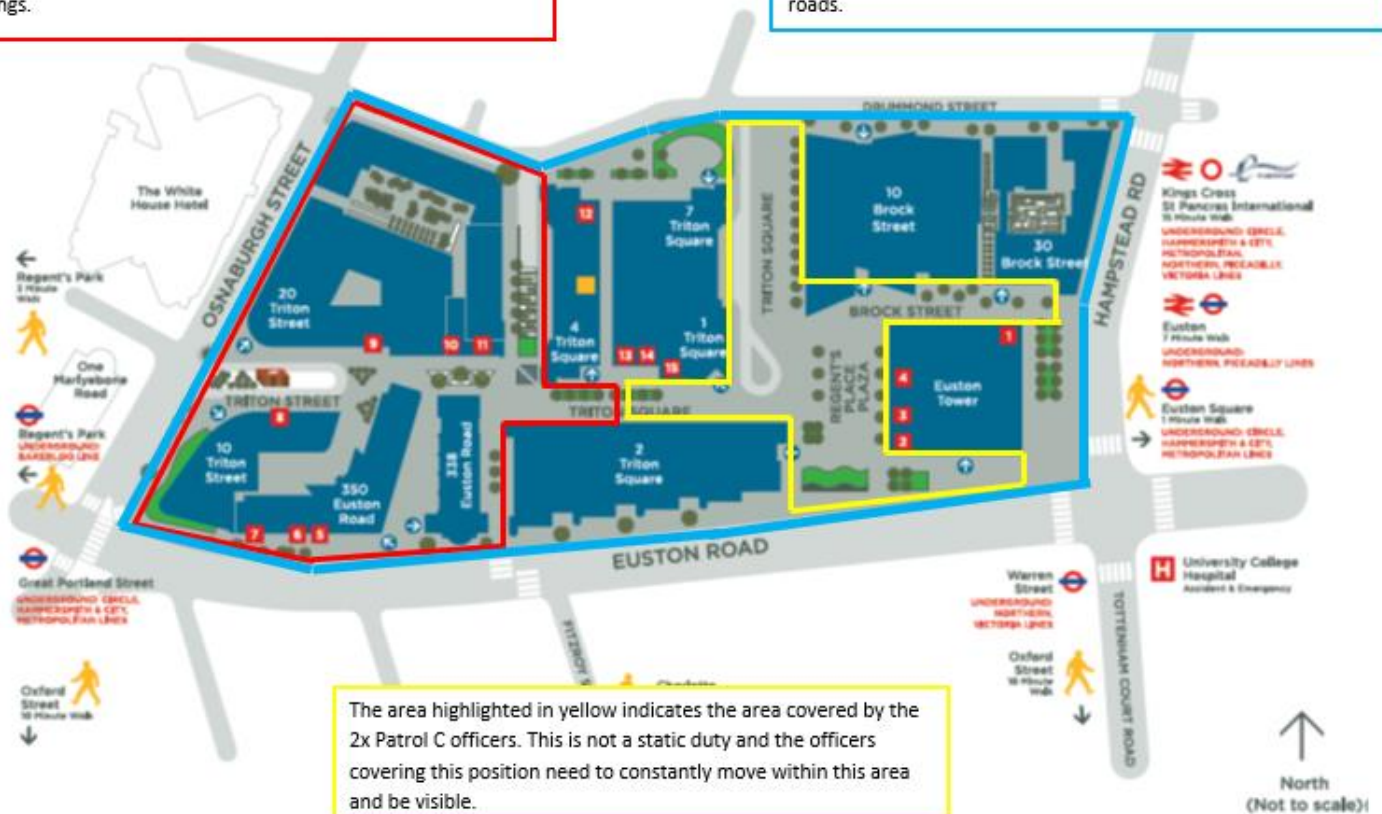 ngs.
roads.
DRUMMOND STREET
The White
House Hotel
OSNABURGH STREET
HAMPSTEAD RD
Kings Cross
St Pancras International
15 Minute Walk
UNDERGROUND: CIRCLE,
HAMMERSMITH & CITY,
METROPOLITAN,
NORTHERN, PICCADILLY,
VICTORIA LINES
Regent's Park
Walk
12
7
Triton
Square
TRITON SQUARE
10
Brock
Street
30
Brock Street
20
Triton
Street
BROCK STREET
Euston
7 Minute Walk
UNDERGROUND:
NORTHERN, PICCADILLY LINES
9
10
11
4
Triton
Square
1
Triton
Square
13
14
15
1
One
Marlyebone
Road
REGENT'S
PLACE
PLAZA
4
3
2
Euston
Tower
TRITON STREET
TRITON SQUARE
Euston Square
1 Minute Walk
UNDERGROUND: CIRCLE,
HAMMERSMITH & CITY,
METROPOLITAN LINES
8
Regent's Park
UNDERGROUND:
BAKERLOO LINE
10
Triton
Street
350
Euston
Road
338
Euston Road
2
Triton
Square
7
6
5
EUSTON ROAD
Great Portland Street
UNDERGROUND: CIRCLE,
HAMMERSMITH & CITY,
METROPOLITAN LINES
H
University College
Hospital
Accident & Emergency
Warren
Street
UNDERGROUND:
NORTHERN,
VICTORIA LINES
FITZROY S
TOTTENHAM COURT ROAD
Oxford
Street
Walk
Oxford
Street
Walk
The area highlighted in yellow indicates the area covered by the
2x Patrol C officers. This is not a static duty and the officers
covering this position need to constantly move within this area
and be visible.
North
(Not to scale)